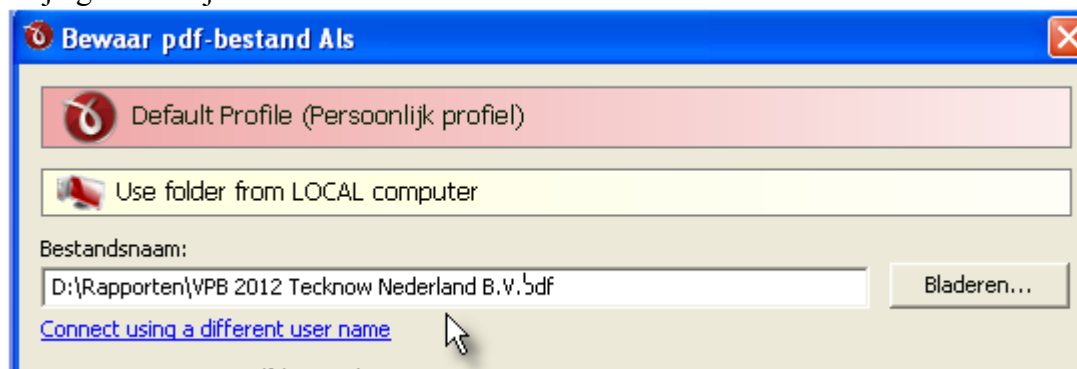 Bewaar pdf-bestand Als
Default Profile (Persoonlijk profiel)
Use folder from LOCAL computer
Bestandsnaam:
D:\Rapporten\VPB 2012 Tecknow Nederland B.V.pdf
Bladeren...
Connect using a different user name